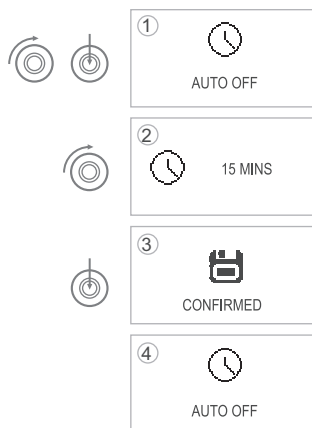 1
AUTO OFF
2
15 MINS
3
CONFIRMED
4
AUTO OFF